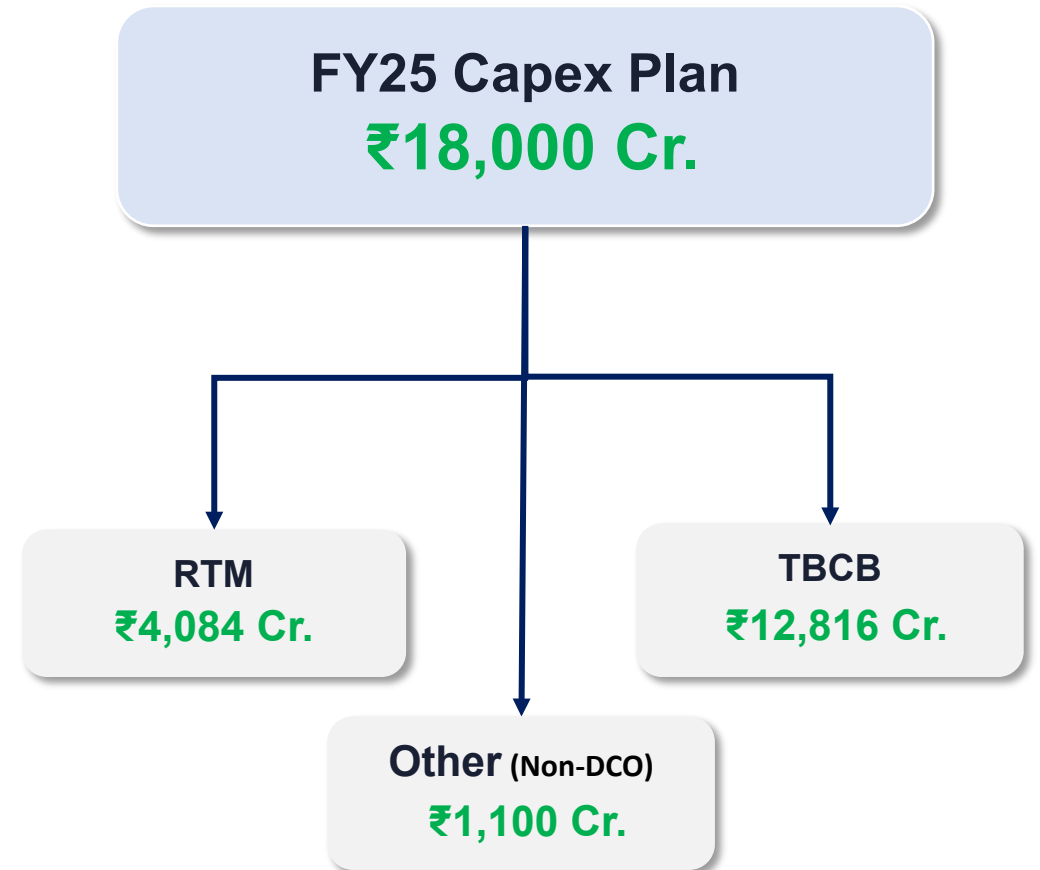 FY25 Capex Plan
₹18,000 Cr.
RTM
₹4,084 Cr.
TBCB
₹12,816 Cr.
Other (Non-DCO)
₹1,100 Cr.